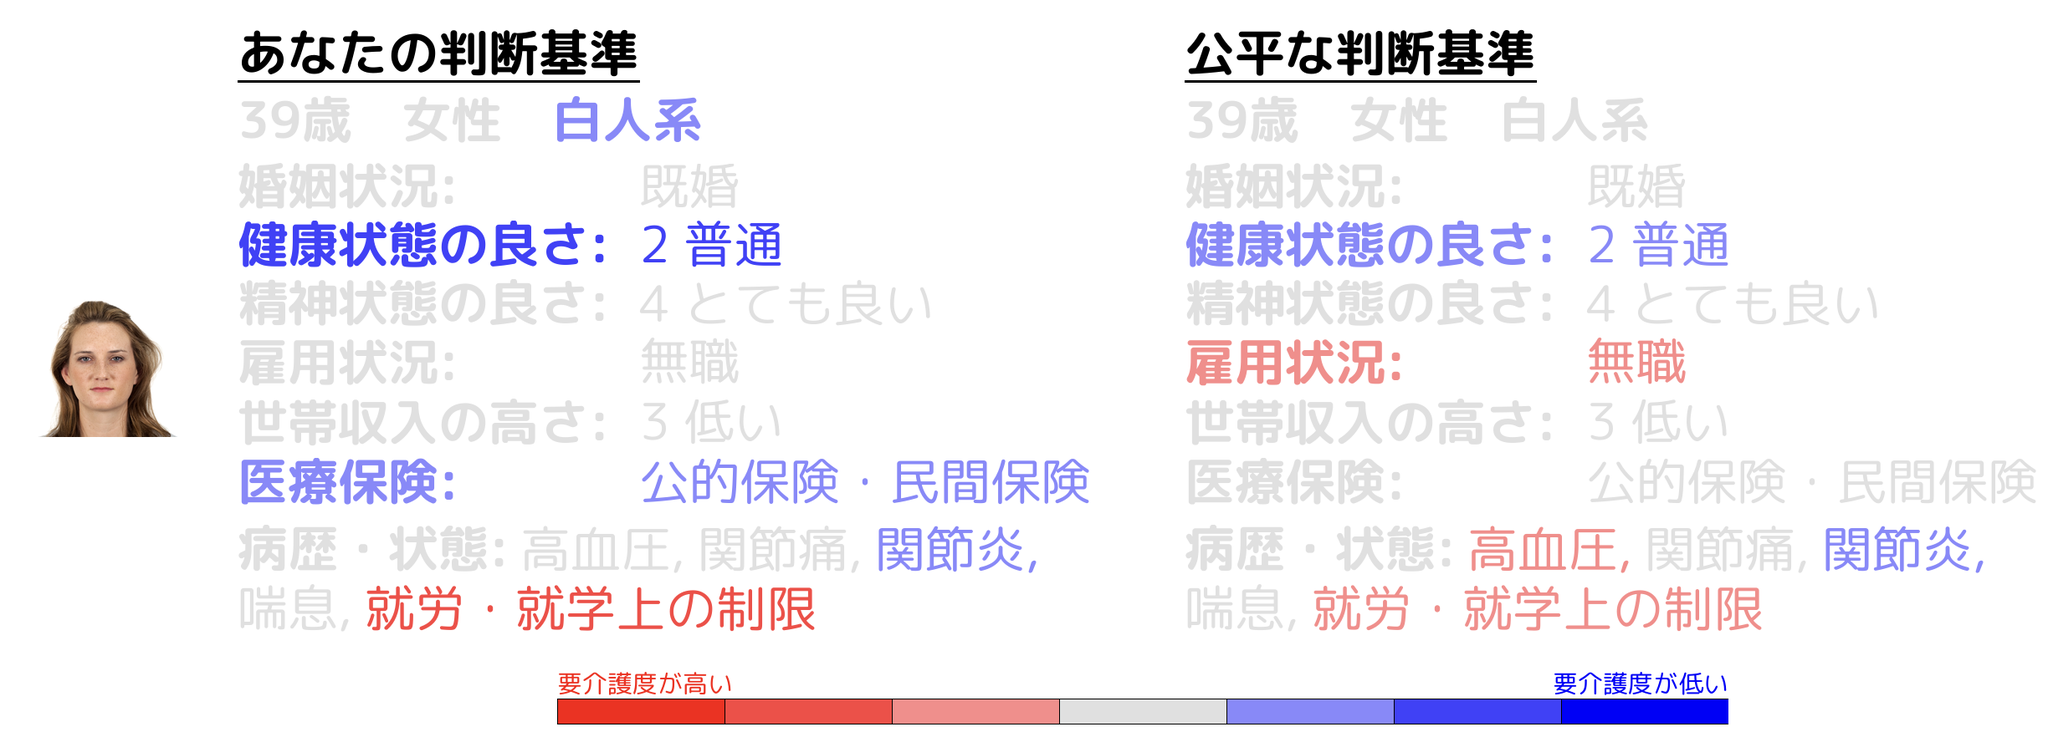 あなたの判断基準
39歳　女性　白人系
婚姻状況: 既婚
健康状態の良さ: 2 普通
精神状態の良さ: 4 とても良い
雇用状況: 無職
世帯収入の高さ: 3 低い
医療保険: 公的保険・民間保険
病歴・状態: 高血圧, 関節痛, 関節炎,
喘息, 就労・就学上の制限
公平な判断基準
39歳　女性　白人系
婚姻状況: 既婚
健康状態の良さ: 2 普通
精神状態の良さ: 4 とても良い
雇用状況: 無職
世帯収入の高さ: 3 低い
医療保険: 公的保険・民間保険
病歴・状態: 高血圧, 関節痛, 関節炎,
喘息, 就労・就学上の制限
要介護度が高い
要介護度が低い